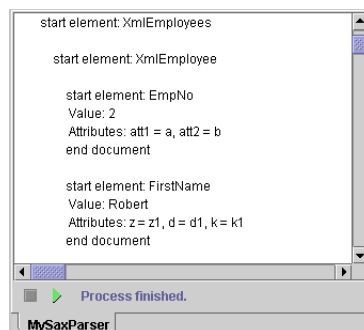 start element: XmlEmployees
start element: XmlEmployee
start element: EmpNo
Value: 2
Attributes: att1 = a, att2 = b
end document
start element: FirstName
Value: Robert
Attributes: z = z1, d = d1, k = k1
end document
Process finished.
MySaxParser